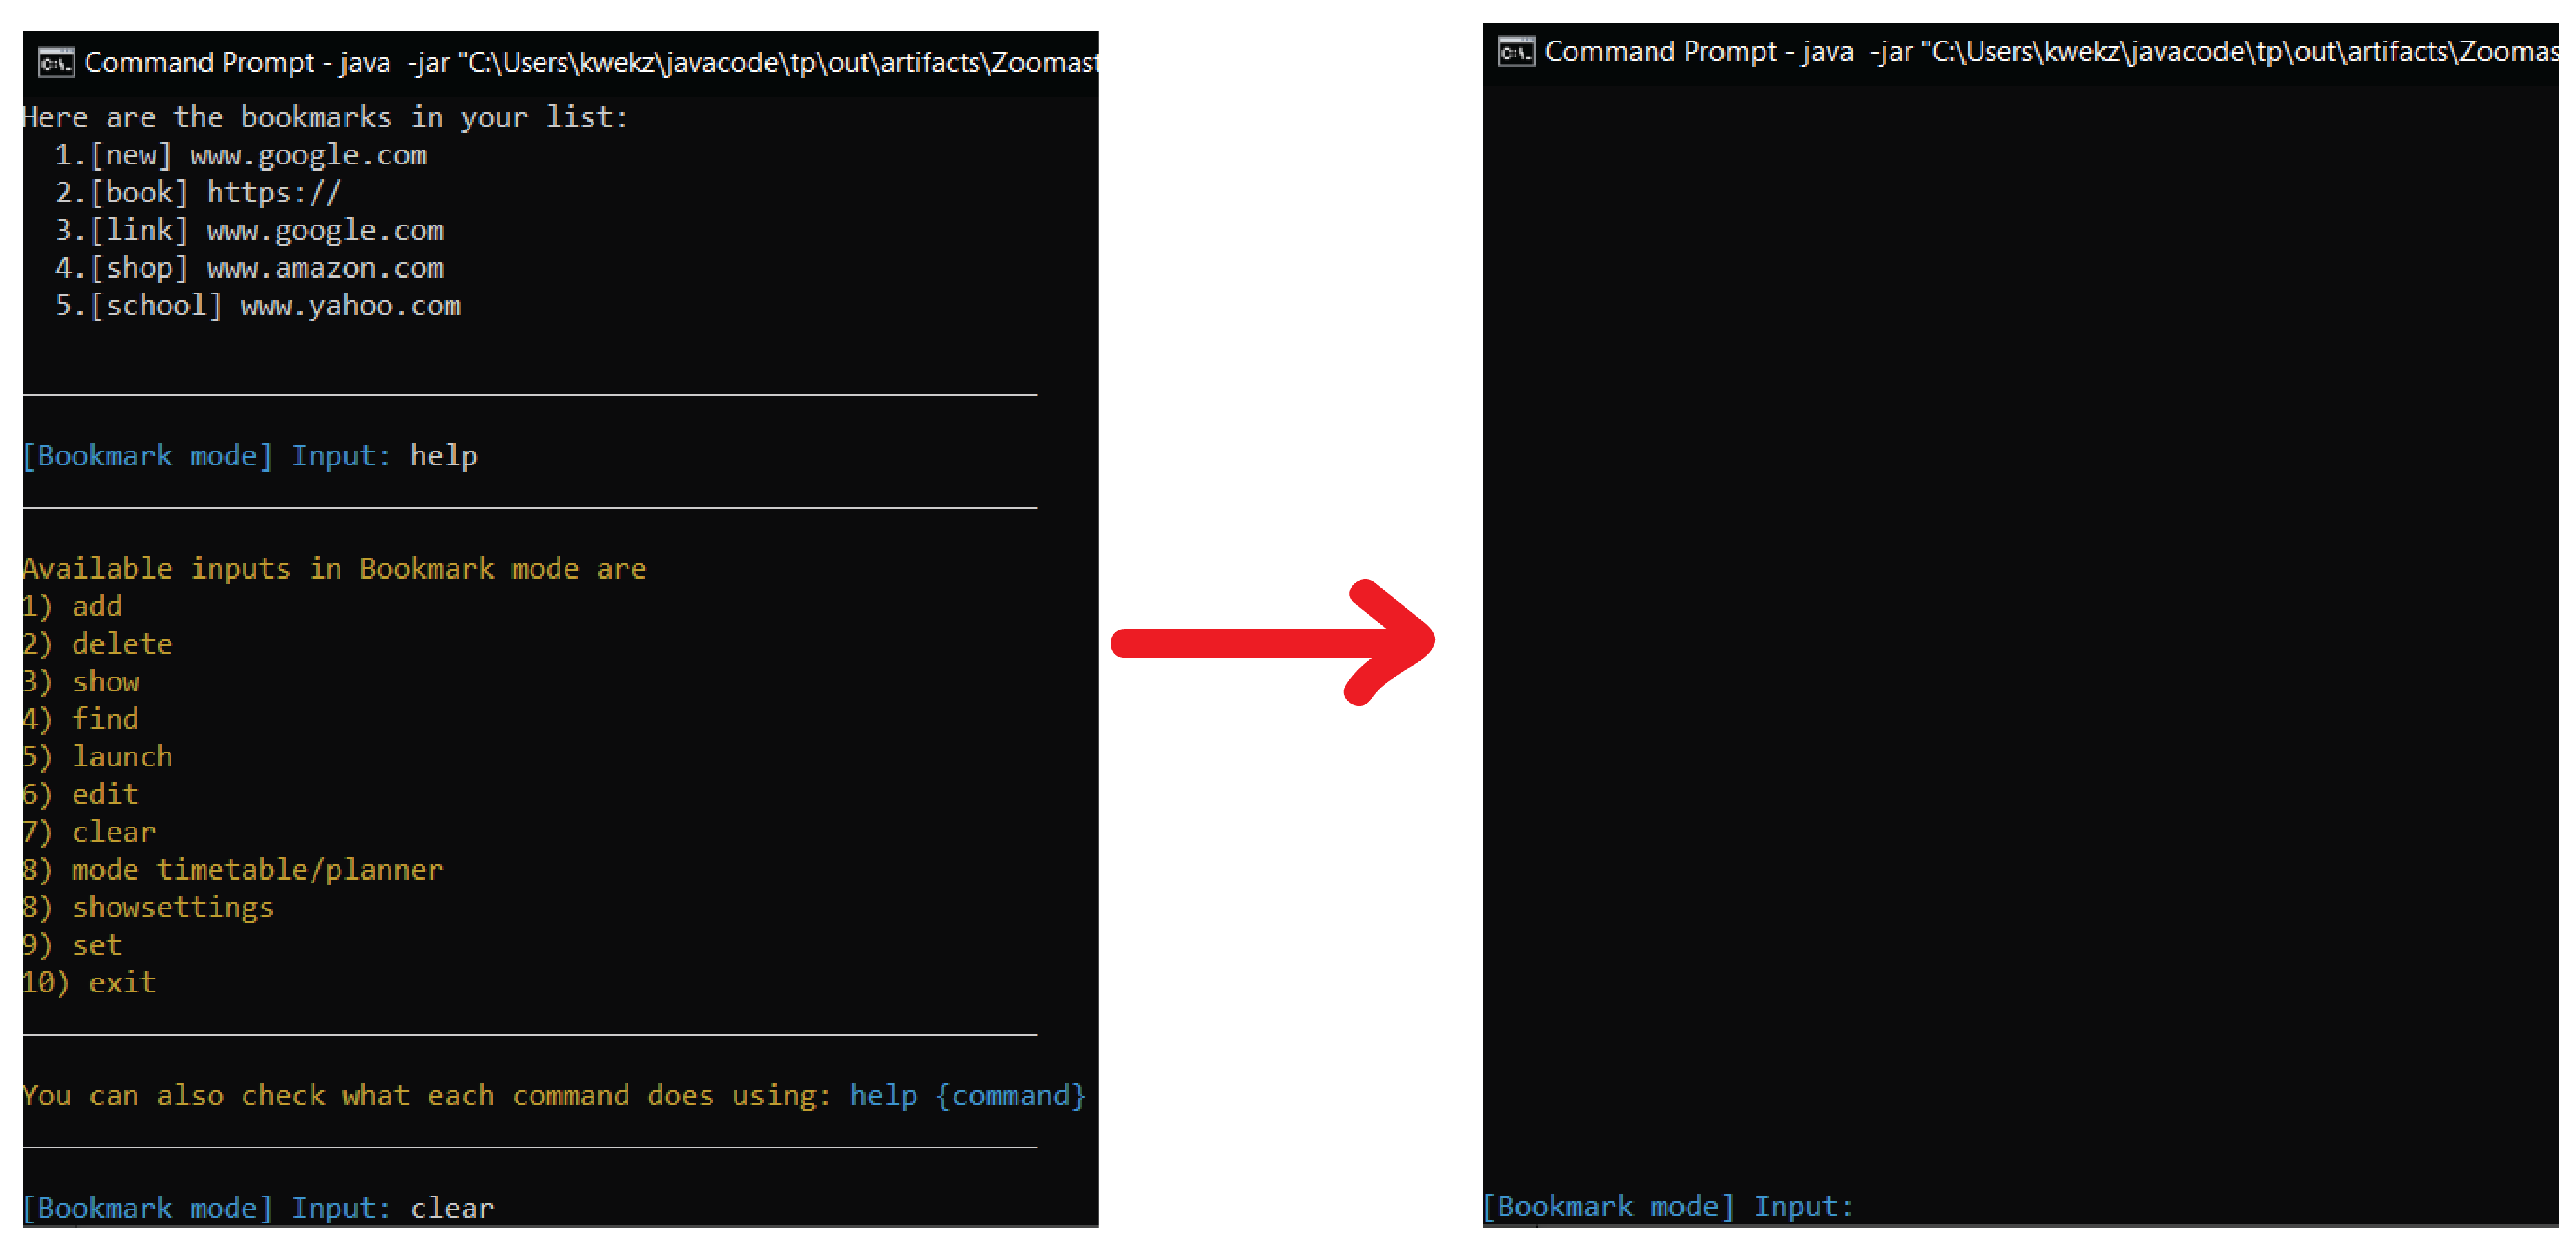 Command Prompt - java -jar "C:\Users\kwekz\javacode\tp\out\artifacts\Zoomast
Here are the bookmarks in your list:
1.[new] www.google.com
2.[book] https://
3.[link] www.google.com
4.[shop] www.amazon.com
5.[school] www.yahoo.com
[Bookmark mode] Input: help
Available inputs in Bookmark mode are
1) add
2) delete
3) show
4) find
5) launch
6) edit
7) clear
8) mode timetable/planner
8) showsettings
9) set
10) exit
You can also check what each command does using: help {command}
[Bookmark mode] Input: clear
Command Prompt - java -jar "C:\Users\kwekz\javacode\tp\out\artifacts\Zoomas
[Bookmark mode] Input: